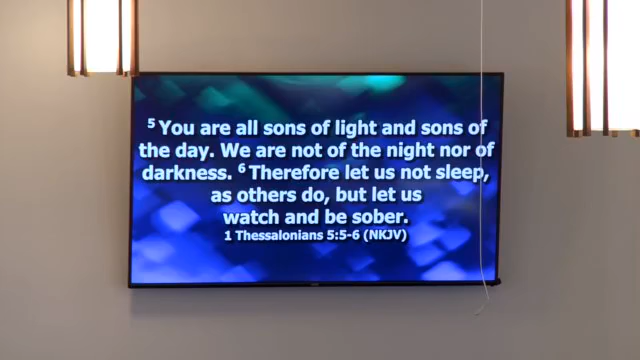 5 You are all sons of light and sons of
the day. We are not of the night nor of
darkness. 6 Therefore let us not sleep,
as others do, but let us
watch and be sober.
1 Thessalonians 5:5-6 (NKJV)